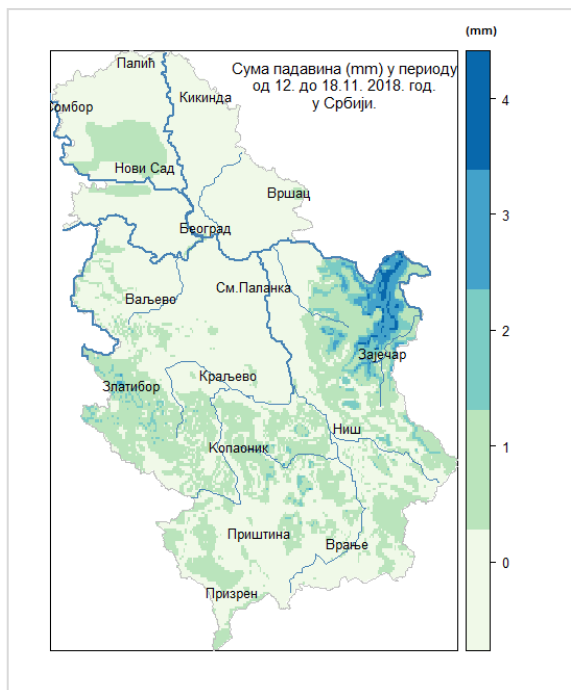 (mm)
Палић
Сума падавина (mm) у периоду
од 12. до 18.11. 2018. год.
у Србији.
Кикинда
Сомбор
4
Нови Сад
Вршац
3
Београд
См.Паланка
Ваљево
2
Зајечар
Краљево
Златибор
Ниш
1
Копаоник
Приштина
Врање
0
Призрен